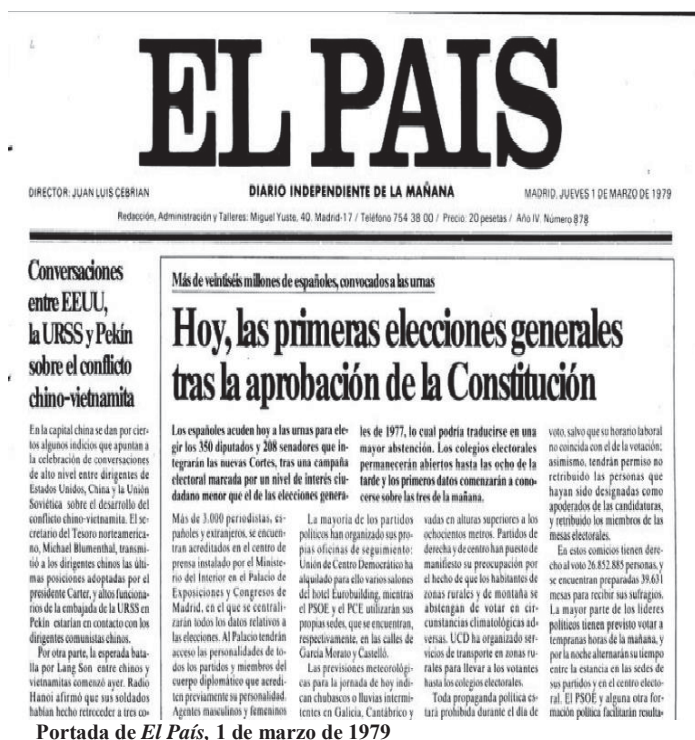 EL PAIS
DIRECTOR: JUAN LUIS CEBRIAN
DIARIO INDEPENDIENTE DE LA MAÑANA
MADRID, JUEVES 1 DE MARZO DE 1979
Redacción, Administración y Talleres: Miguel Yuste, 40. Madrid-17 / Teléfono 754 38 00 / Precio: 20 pesetas / Año IV. Número 878
Conversaciones
entre EEUU,
la URSS y Pekín
sobre el conflicto
chino-vietnamita
En la capital china se dan por cier-
tos algunos indicios que apuntan a
la celebración de conversaciones
de alto nivel entre dirigentes de
Estados Unidos, China y la Unión
Soviética sobre el desarrollo del
conflicto chino-vietnamita. El se-
cretario del Tesoro norteamerica-
no, Michael Blumenthal, transmi-
tió a los dirigentes chinos las últi-
mas posiciones adoptadas por el
presidente Carter, y altos funciona-
rios de la embajada de la URSS en
Pekín estarían en contacto con los
dirigentes comunistas chinos.
Por otra parte, la esperada bata-
lla por Lang Son entre chinos y
vietnamitas comenzó ayer. Radio
Hanoi afirmó que sus soldados
habían hecho retroceder a tres co-
Más de veintiséis millones de españoles, convocados a las urnas
Hoy, las primeras elecciones generales
tras la aprobación de la Constitución
Los españoles acuden hoy a las urnas para ele-
gir los 350 diputados y 208 senadores que in-
tegrarán las nuevas Cortes, tras una campaña
electoral marcada por un nivel de interés ciu-
dadano menor que el de las elecciones genera-
les de 1977, lo cual podría traducirse en una
mayor abstención. Los colegios electorales
permanecerán abiertos hasta las ocho de la
tarde y los primeros datos comenzarán a cono-
cerse sobre las tres de la mañana.
Más de 3.000 periodistas, es-
pañoles y extranjeros, se encuen-
tran acreditados en el centro de
prensa instalado por el Ministe-
rio del Interior en el Palacio de
Exposiciones y Congresos de
Madrid, en el que se centrali-
zarán todos los datos relativos a
las elecciones. Al Palacio tendrán
acceso las personalidades de to-
dos los partidos y miembros del
cuerpo diplomático que acredi-
ten previamente su personalidad.
Agentes masculinos y femeninos
La mayoría de los partidos
políticos han organizado sus pro-
pias oficinas de seguimiento:
Unión de Centro Democrático ha
alquilado para ello varios salones
del hotel Eurobuilding, mientras
el PSOE y el PCE utilizarán sus
propias sedes, que se encuentran,
respectivamente, en las calles de
García Morato y Castelló.
Las previsiones meteorológi-
cas para la jornada de hoy indi-
can chubascos o lluvias intermi-
tentes en Galicia, Cantábrico y
vadas en alturas superiores a los
ochocientos metros. Partidos de
derecha y de centro han puesto de
manifiesto su preocupación por
el hecho de que los habitantes de
zonas rurales y de montaña se
abstengan de votar en cir-
cunstancias climatológicas ad-
versas. UCD ha organizado ser-
vicios de transporte en zonas ru-
rales para llevar a los votantes
hasta los colegios electorales.
Toda propaganda política es-
tará prohibida durante el día de
voto, salvo que su horario laboral
no coincida con el de la votación;
asimismo, tendrán permiso no
retribuido las personas que
hayan sido designadas como
apoderados de las candidaturas,
y retribuido los miembros de las
mesas electorales.
En estos comicios tienen dere-
cho al voto 26.852.885 personas, y
se encuentran preparadas 39.631
mesas para recibir sus sufragios.
La mayor parte de los líderes
políticos tienen previsto votar a
tempranas horas de la mañana, y
por la noche alternarán su tiempo
entre la estancia en las sedes de
sus partidos y en el centro electo-
ral. El PSOE y alguna otra for-
mación política facilitarán resulta-
Portada de El País, 1 de marzo de 1979